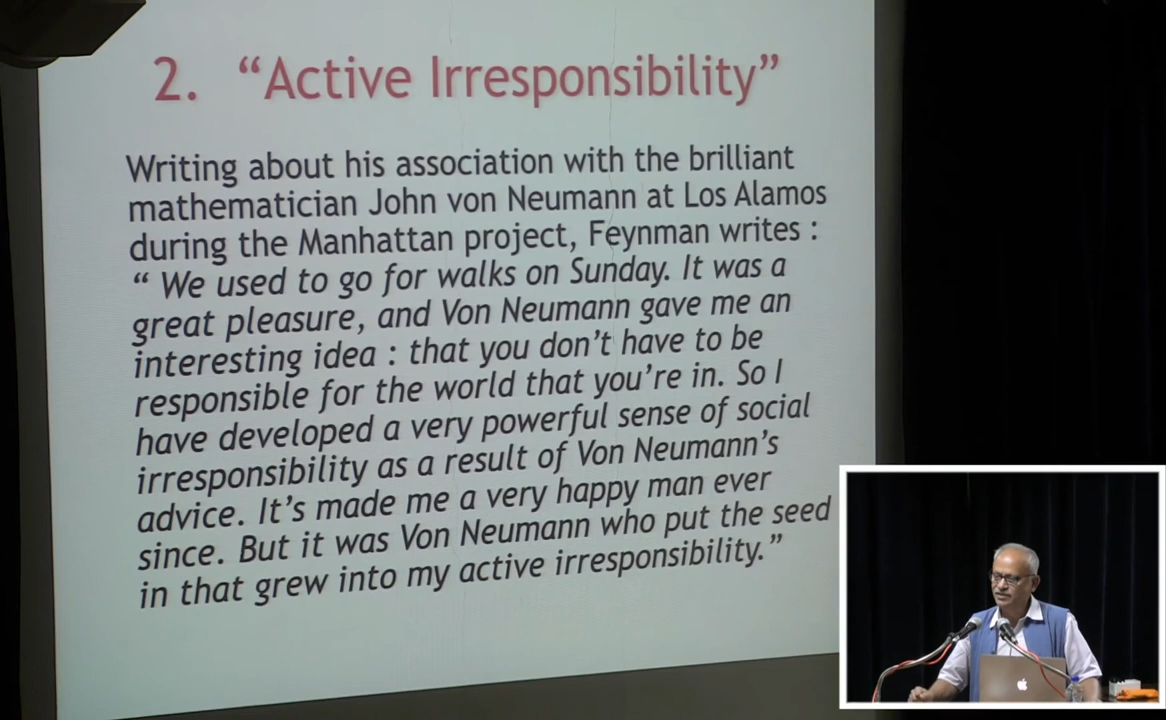 2. “Active Irresponsibility”
Writing about his association with the brilliant
mathematician John von Neumann at Los Alamos
during the Manhattan project, Feynman writes :
“ We used to go for walks on Sunday. It was a
great pleasure, and Von Neumann gave me an
interesting idea : that you don’t have to be
responsible for the world that you’re in. So I
have developed a very powerful sense of social
irresponsibility as a result of Von Neumann’s
advice. It’s made me a very happy man ever
since. But it was Von Neumann who put the seed
in that grew into my active irresponsibility.”